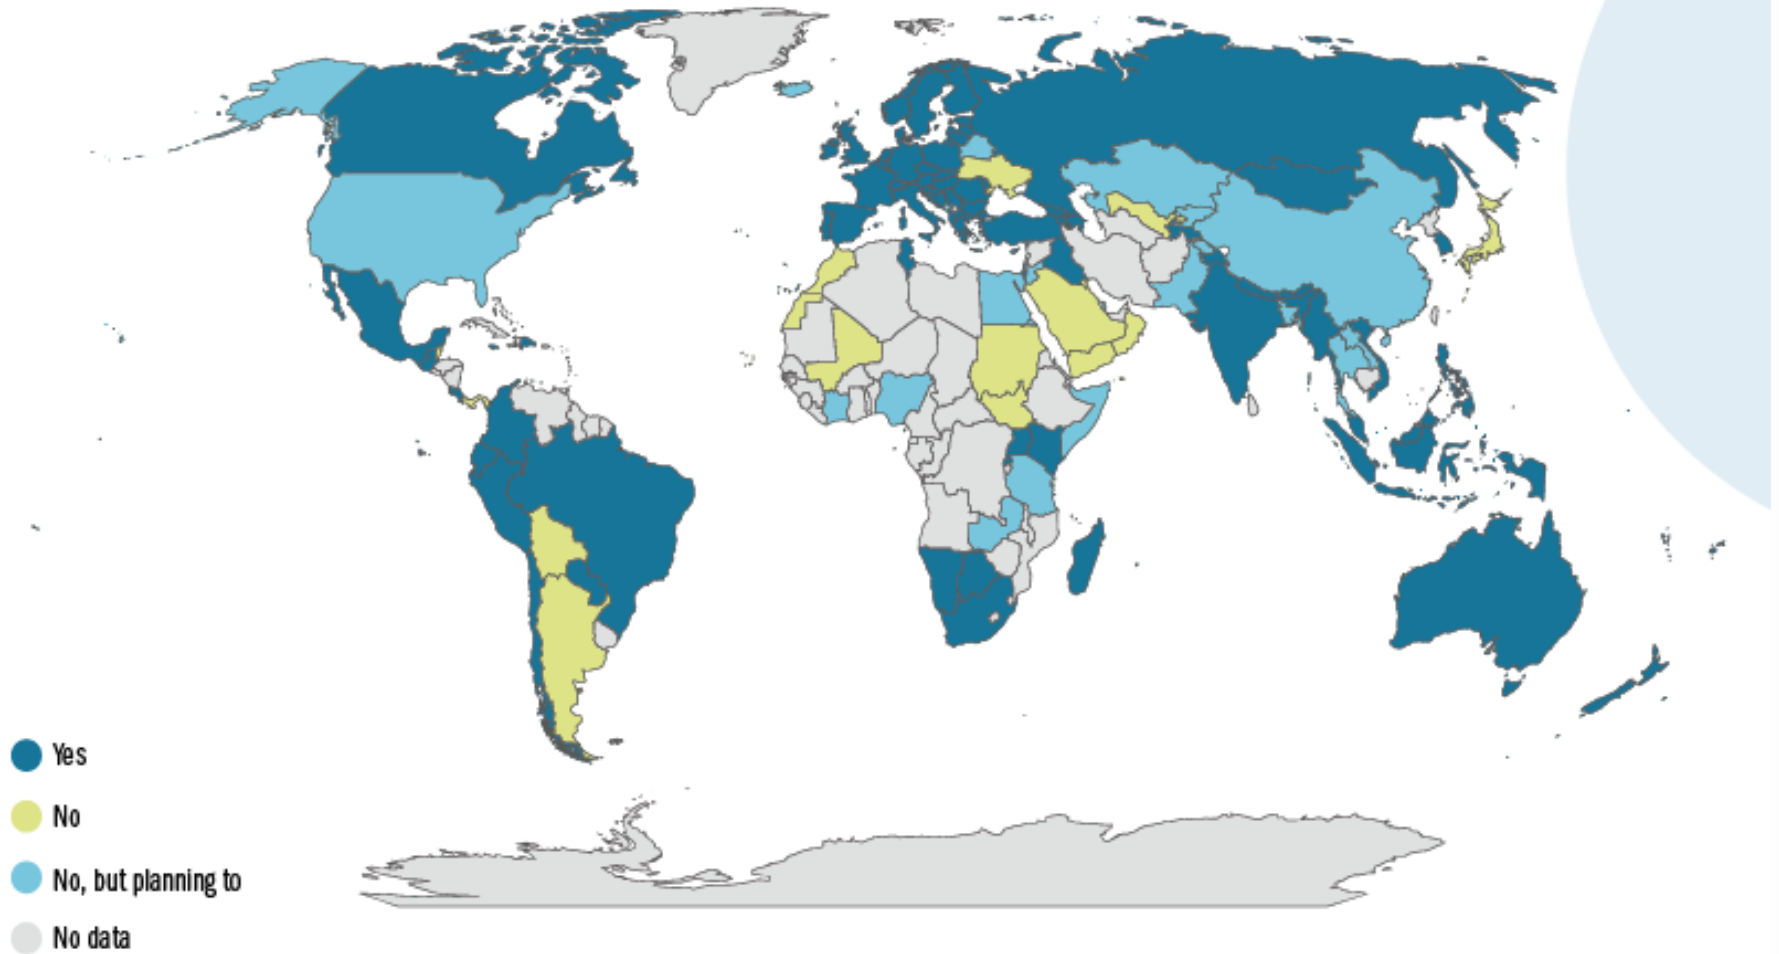 Yes
No
No, but planning to
No data